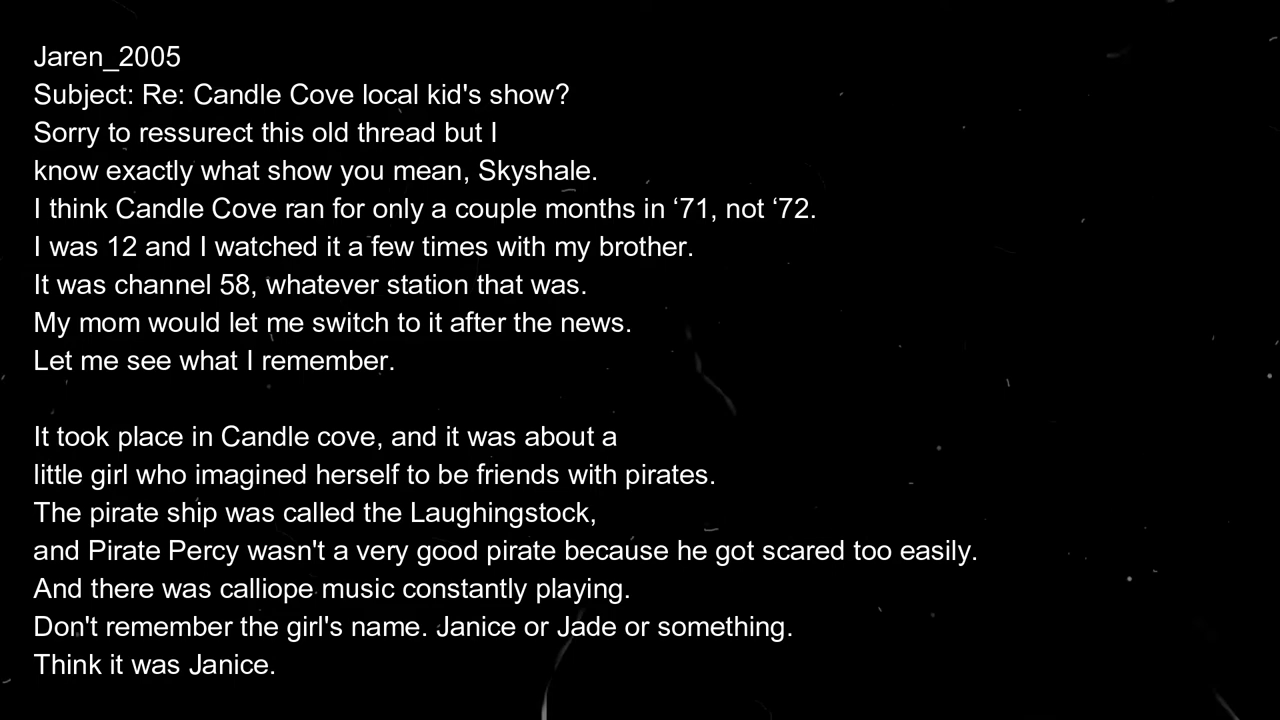 Jaren_2005
Subject: Re: Candle Cove local kid's show?
Sorry to ressurect this old thread but I
know exactly what show you mean, Skyshale.
I think Candle Cove ran for only a couple months in ‘71, not ‘72.
I was 12 and I watched it a few times with my brother.
It was channel 58, whatever station that was.
My mom would let me switch to it after the news.
Let me see what I remember.
It took place in Candle cove, and it was about a
little girl who imagined herself to be friends with pirates.
The pirate ship was called the Laughingstock,
and Pirate Percy wasn't a very good pirate because he got scared too easily.
And there was calliope music constantly playing.
Don't remember the girl's name. Janice or Jade or something.
Think it was Janice.